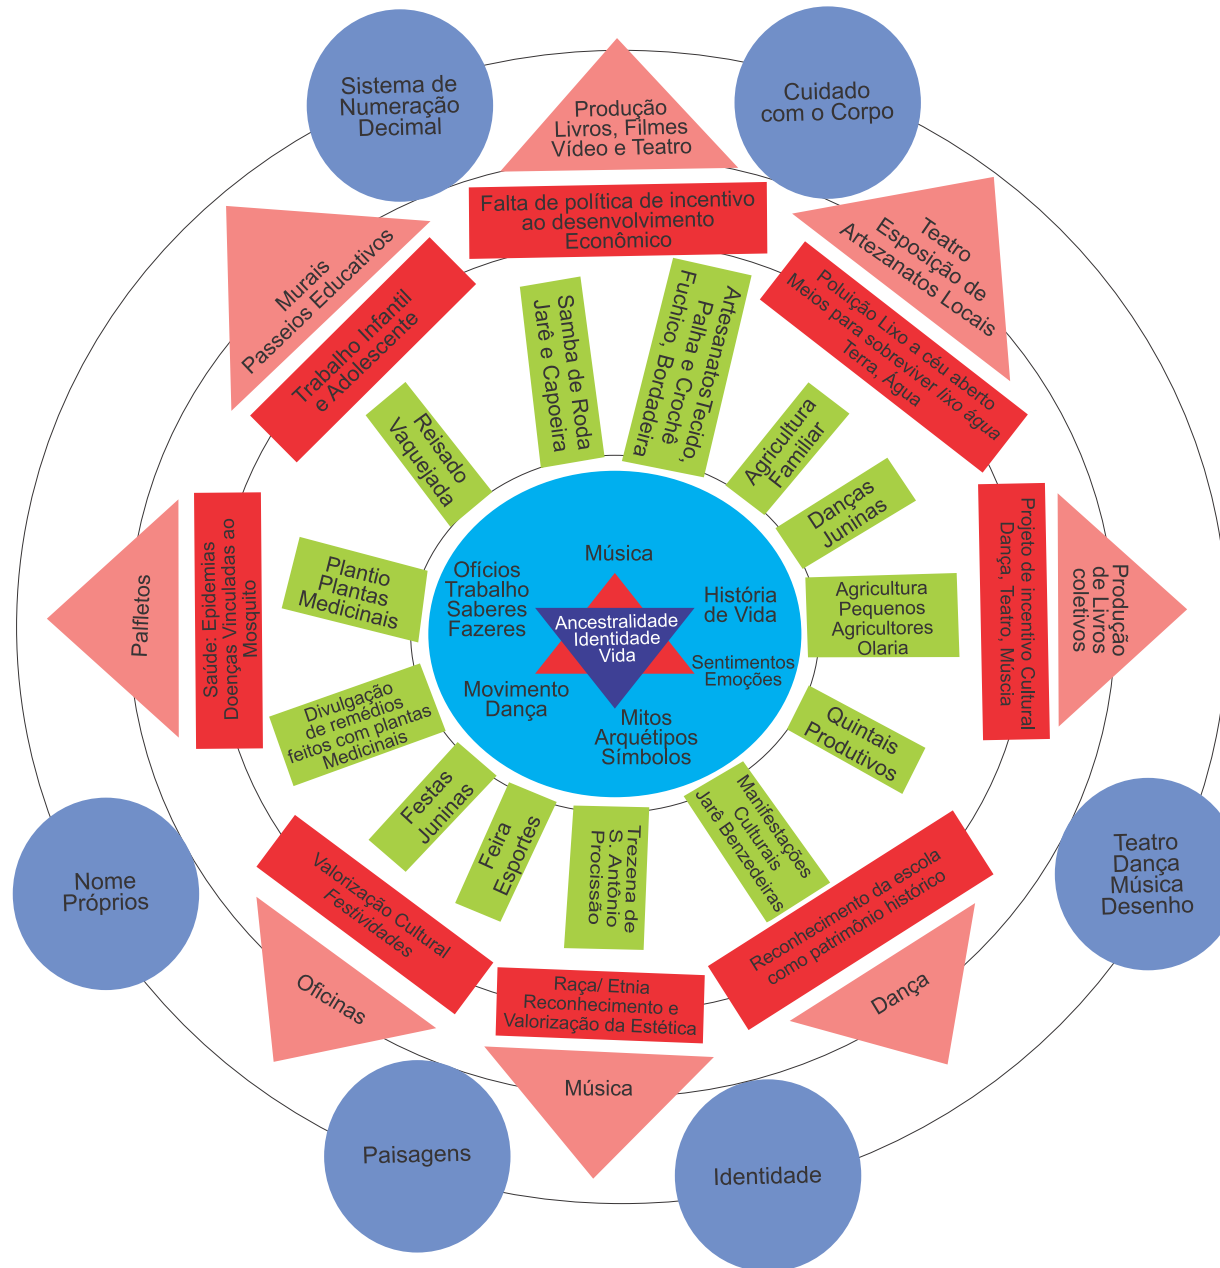 Sistema de
Numeração
Decimal
Produção
Livros, Filmes
Vídeo e Teatro
Cuidado
com o Corpo
Murais
Passeios Educativos
Falta de política de incentivo
ao desenvolvimento
Econômico
Teatro
Esposição de
Artezanatos Locais
Trabalho Infantil
e Adolescente
Poluição Lixo a céu aberto
Meios para sobreviver lixo água
Terra, Água
Samba de Roda
Jarê e Capoeira
ArtesanatosTecido,
Palha e Crochê
Fuchico, Bordadeira
Reisado
Vaquejada
Agricultura
Familiar
Danças
Juninas
Palfletos
Saúde: Epidemias
Doenças Vinculadas ao
Mosquito
Plantio
Plantas
Medicinais
Ofícios
Trabalho
Saberes
Fazeres
Música
História
de Vida
Ancestralidade
Identidade
Vida
Sentimentos
Emoções
Movimento
Dança
Mitos
Arquétipos
Símbolos
Agricultura
Pequenos
Agricultores
Olaria
Projeto de incentivo Cultural
Dança, Teatro, Múscia
Produção
de Livros
coletivos
Divulgação
de remédios
feitos com plantas
Medicinais
Quintais
Produtivos
Festas
Juninas
Feira
Esportes
Trezena de
S. Antônio
Procissão
Manifestações
Culturais
Jarê Benzedeiras
Nome
Próprios
Valorização Cultural
Festividades
Reconhecimento da escola
como patrimônio histórico
Teatro
Dança
Música
Desenho
Oficinas
Raça/ Etnia
Reconhecimento e
Valorização da Estética
Dança
Música
Paisagens
Identidade